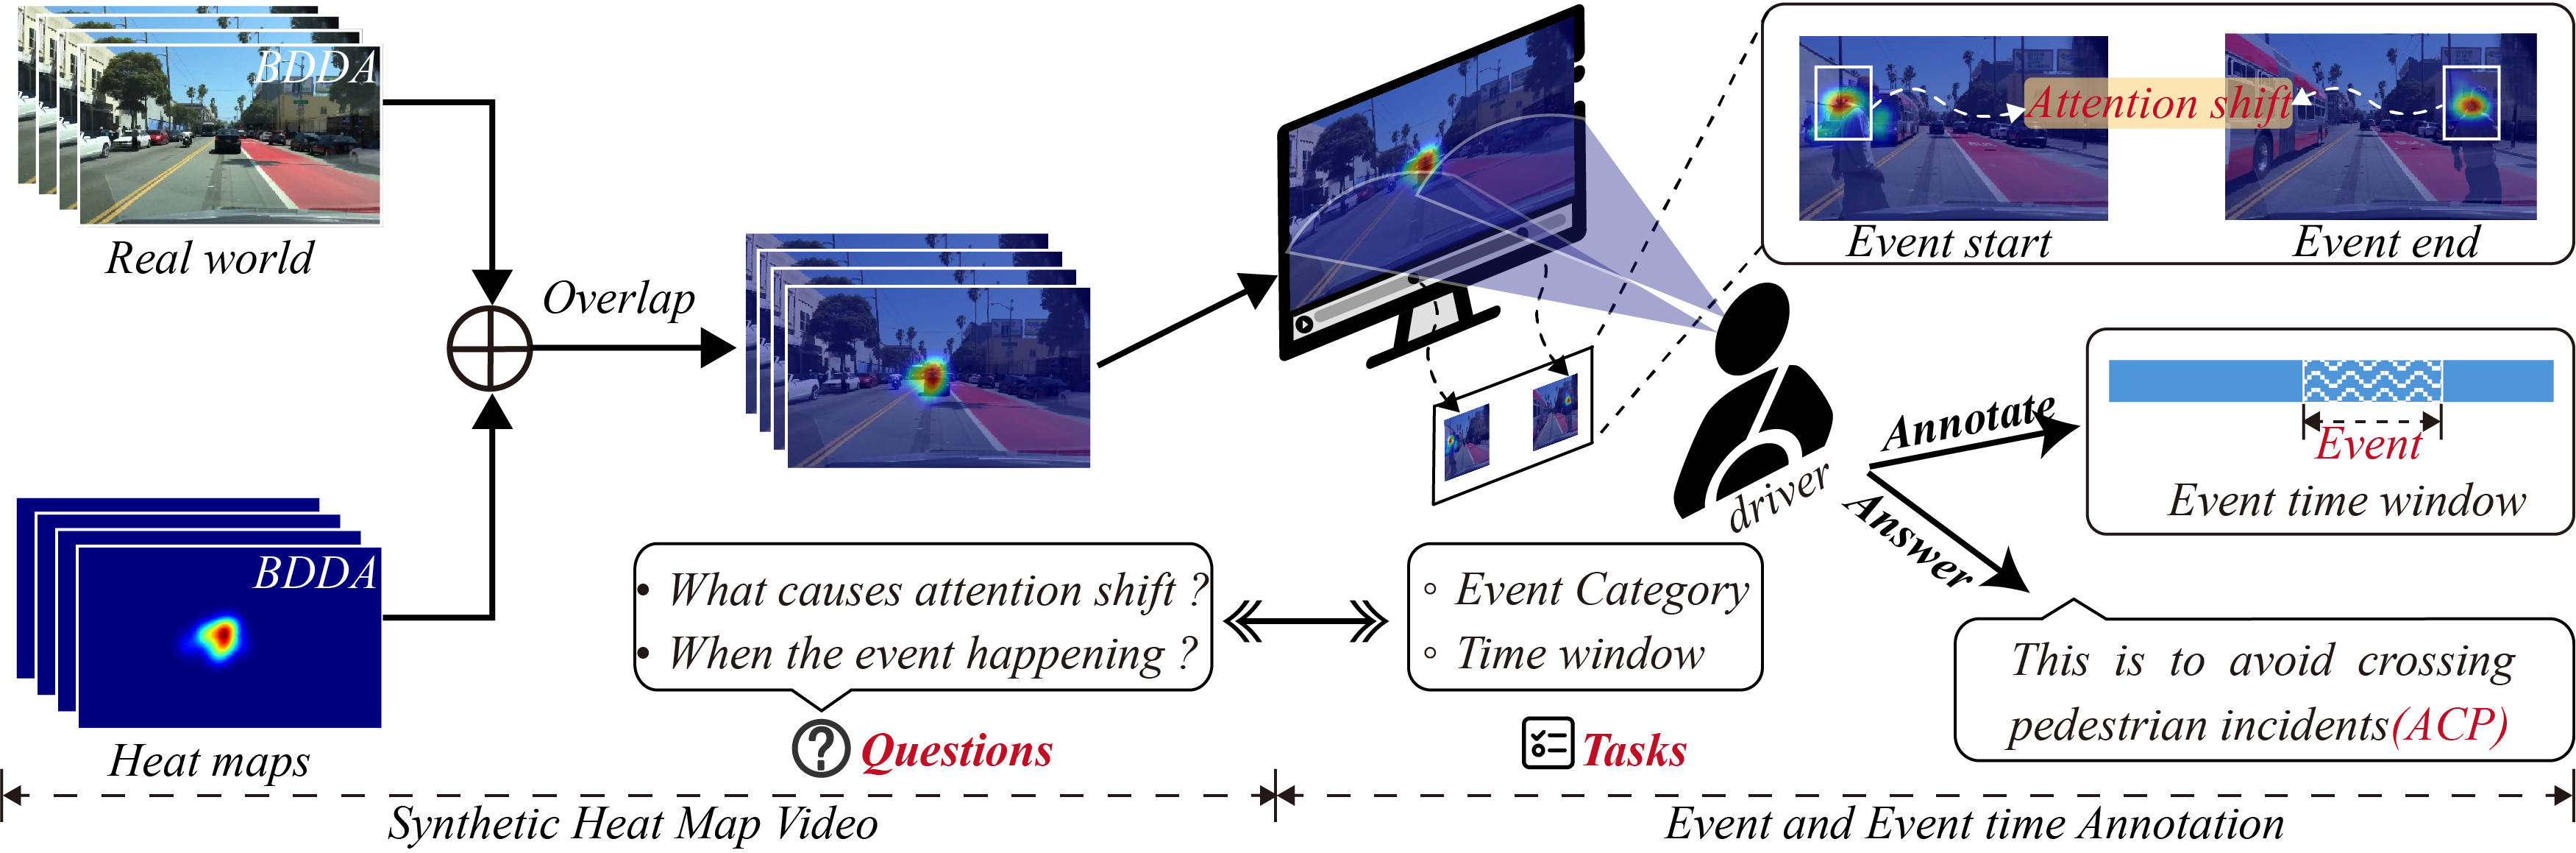 BDDA
Real world
BDDA
Heat maps
Overlap
Attention shift
Event start
Event end
driver
Annotate
Answer
Event
Event time window
This is to avoid crossing
pedestrian incidents(ACP)
• What causes attention shift ?
• When the event happening ?
Questions
◦ Event Category
◦ Time window
Tasks
Synthetic Heat Map Video
Event and Event time Annotation